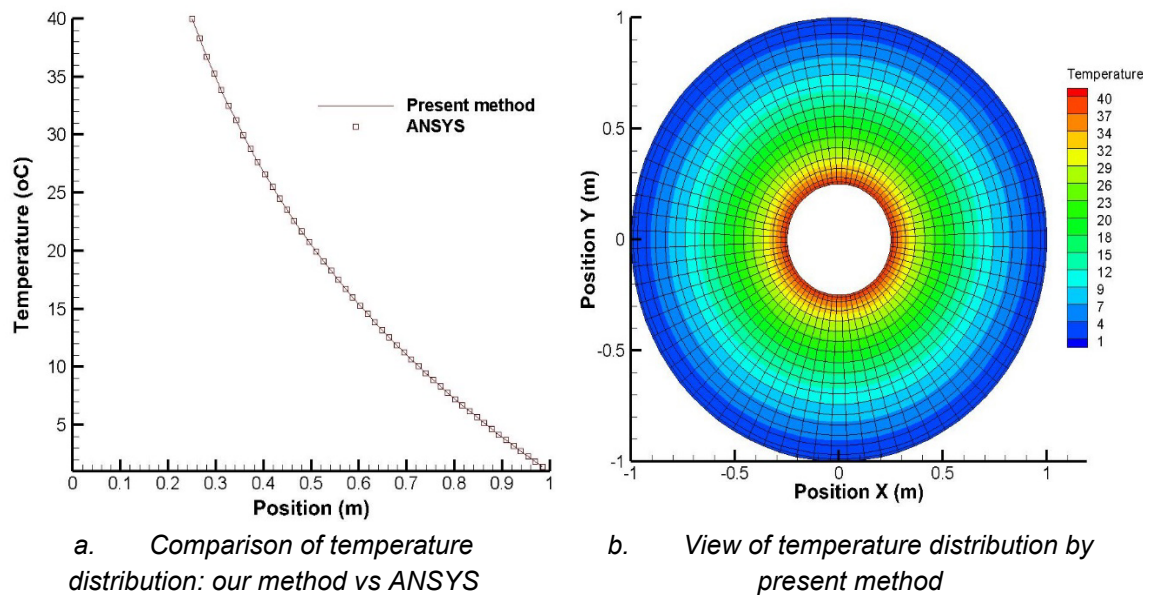 40
35
30
25
20
15
10
5
Temperature (oC)
Present method
ANSYS
0 0.1 0.2 0.3 0.4 0.5 0.6 0.7 0.8 0.9 1
Position (m)
1
0.5
0
-0.5
-1
Position Y (m)
-1 -0.5 0 0.5 1
Position X (m)
Temperature
40
37
34
32
29
26
23
20
18
15
12
9
7
4
1
a. Comparison of temperature
distribution: our method vs ANSYS
b. View of temperature distribution by
present method